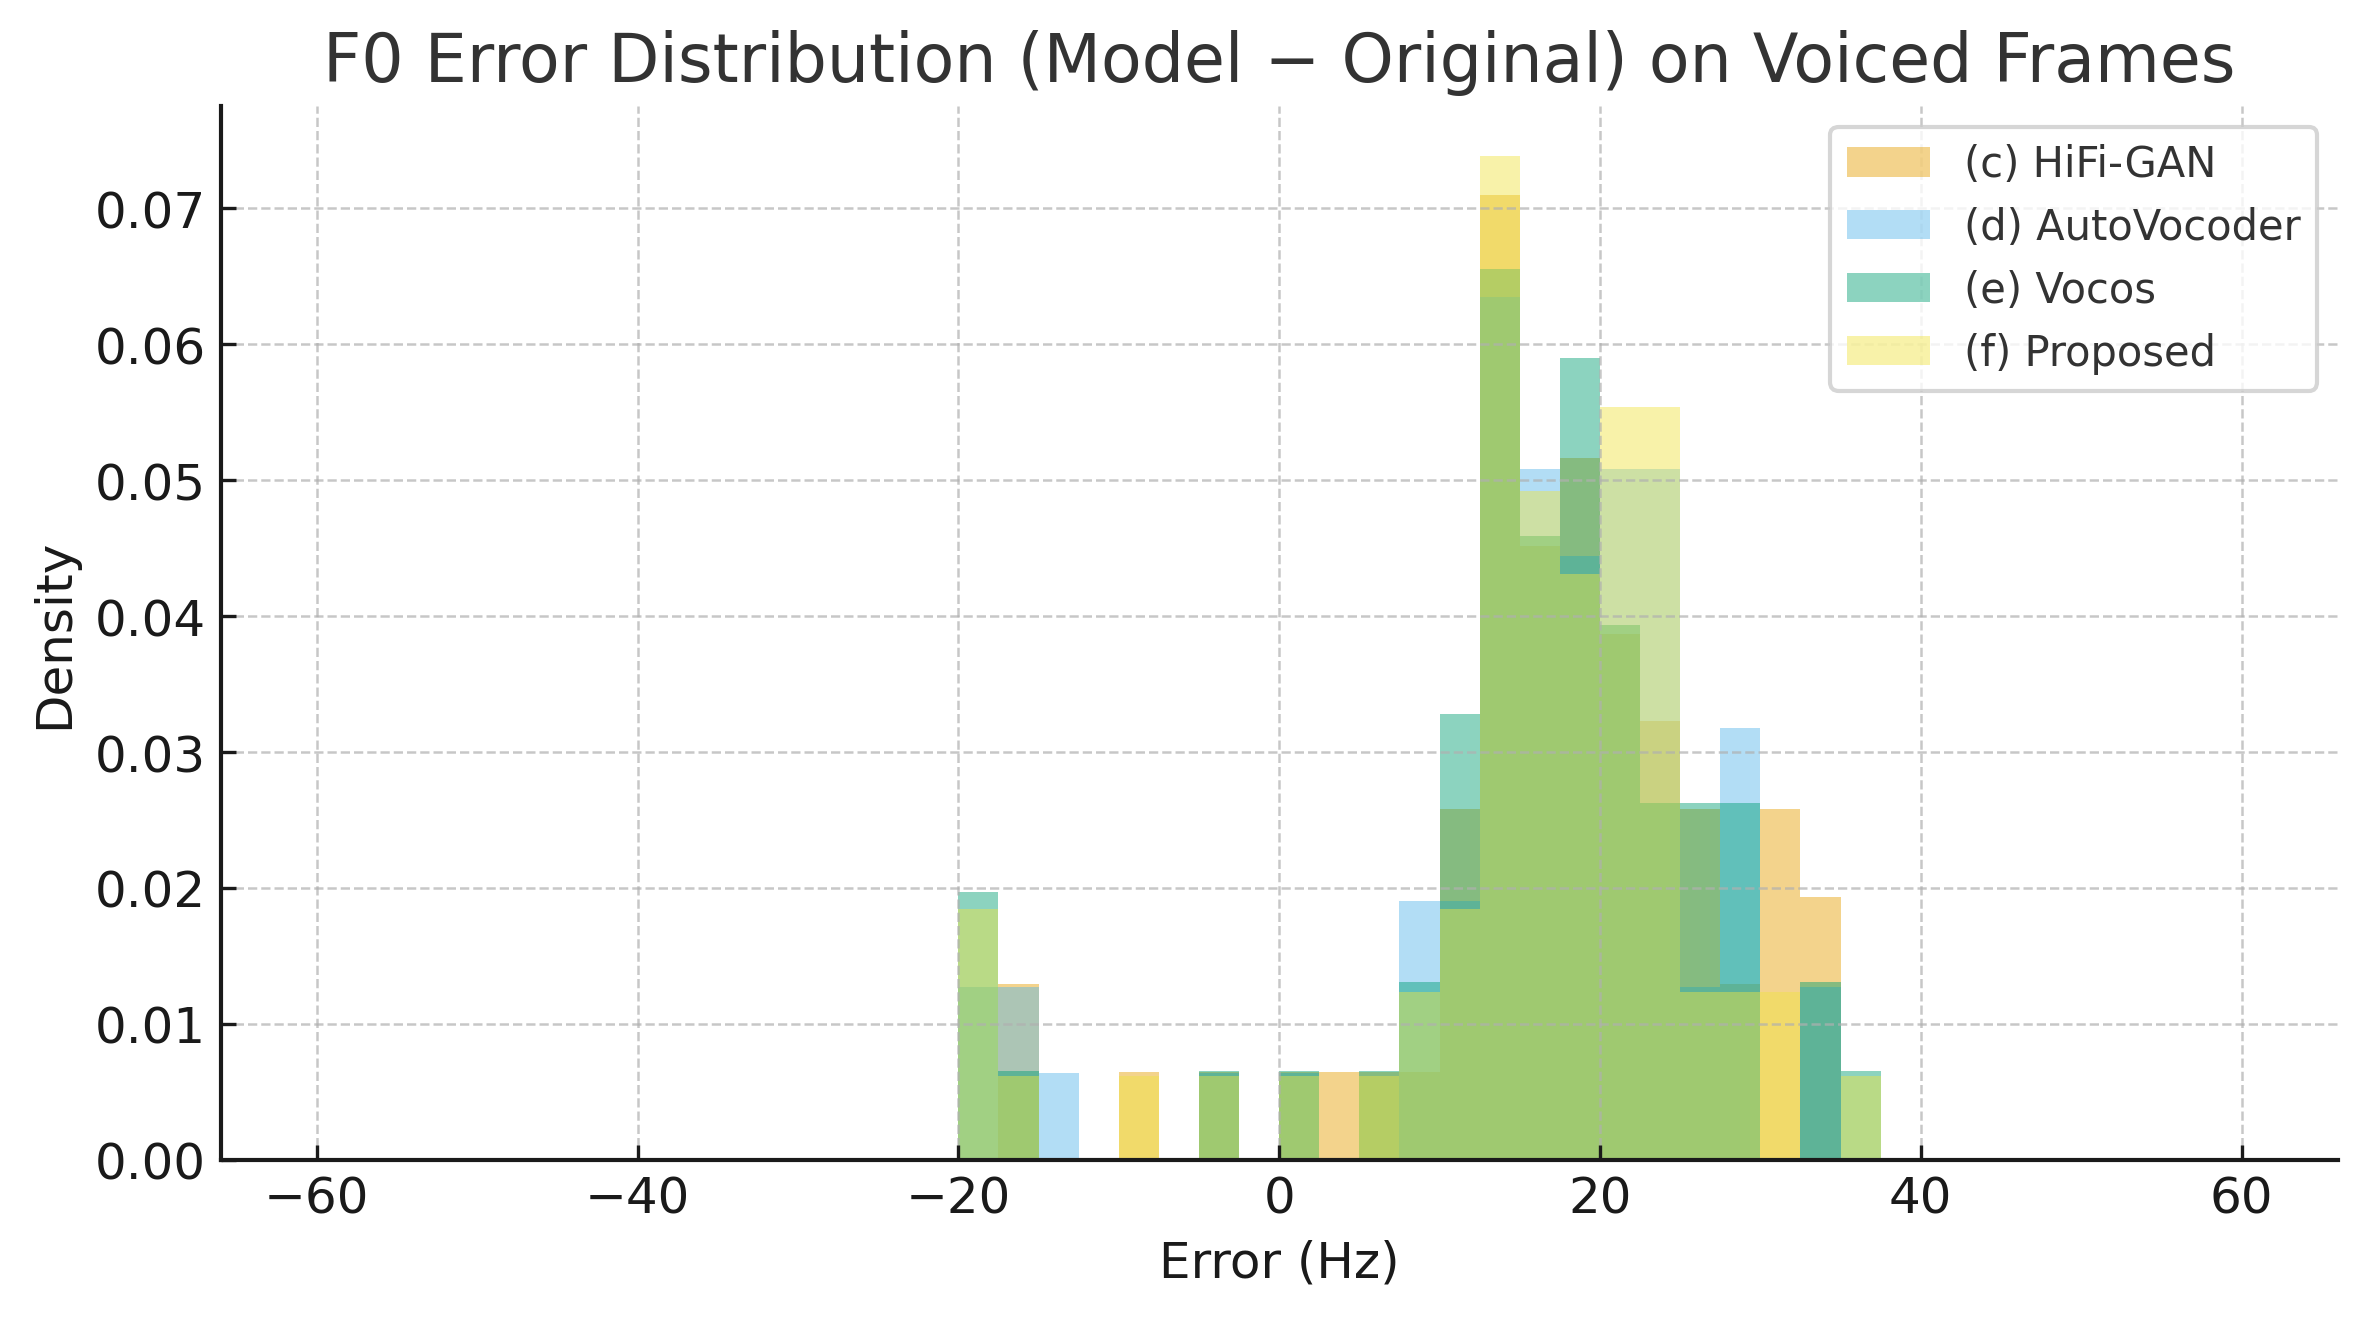 F0 Error Distribution (Model − Original) on Voiced Frames
(c) HiFi-GAN
(d) AutoVocoder
(e) Vocos
(f) Proposed
0.07
0.06
0.05
0.04
0.03
0.02
0.01
0.00
Density
−60 −40 −20 0 20 40 60
Error (Hz)